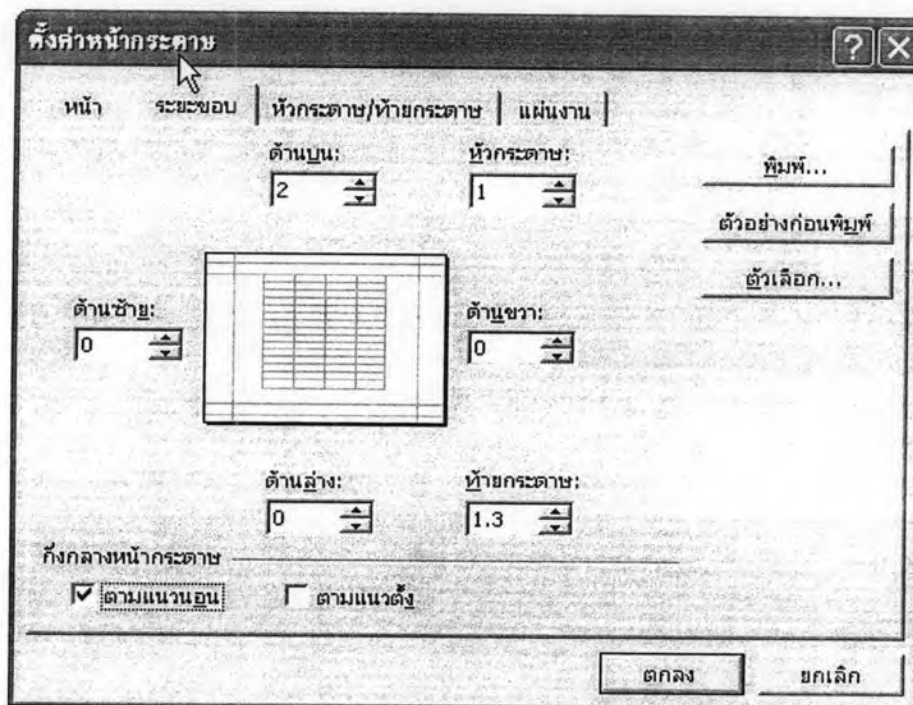 ตั้งค่าหน้ากระดาษ
หน้า ระยะขอบ หัวกระดาษ/ท้ายกระดาษ แผ่นงาน
ด้านบน: หัวกระดาษ:
2 1
พิมพ์...
ตัวอย่างก่อนพิมพ์
ตัวเลือก...
ด้านซ้าย: ด้านขวา:
0 0
ด้านล่าง: ท้ายกระดาษ:
0 1.3
กึ่งกลางหน้ากระดาษ
ตามแนวนอน ตามแนวตั้ง
ตกลง ยกเลิก